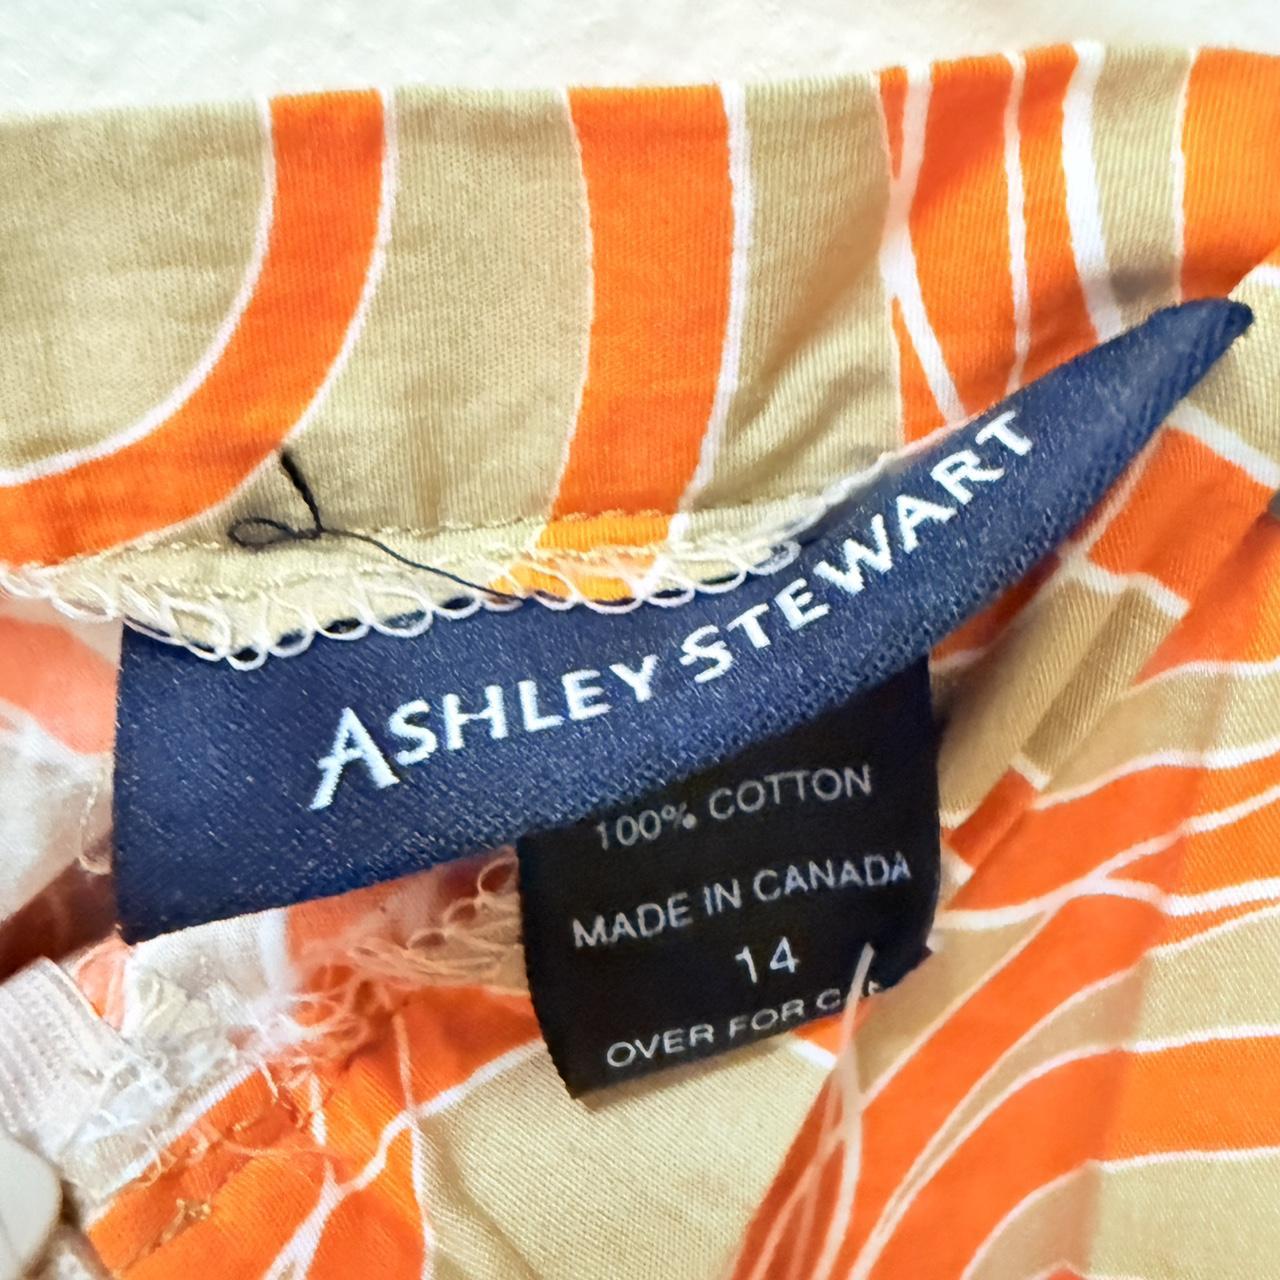 ASHLEY STEWART
100% COTTON
MADE IN CANADA
14
OVER FOR